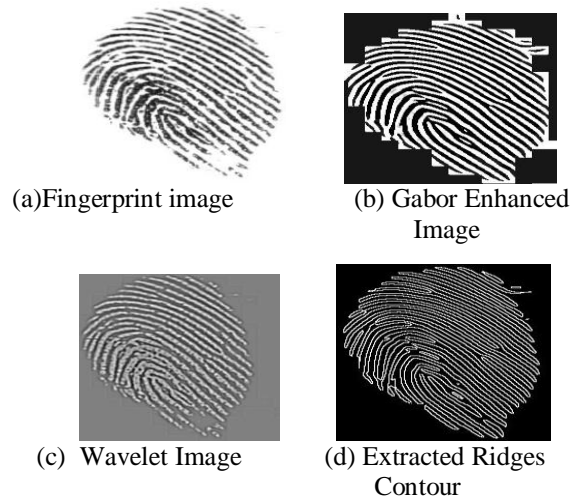 (a)Fingerprint image
(b) Gabor Enhanced
Image
(c) Wavelet Image
(d) Extracted Ridges
Contour